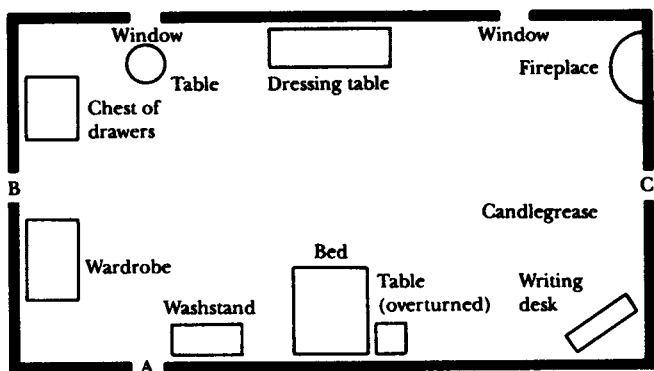 Window
Window
Table
Dressing table
Fireplace
Chest of
drawers
B
C
Candlegrease
Wardrobe
Bed
Washstand
Table
(overturned)
Writing
desk
A